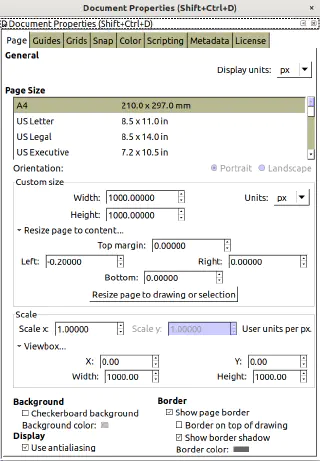 Document Properties (Shift+Ctrl+D)
Document Properties (Shift+Ctrl+D)
Page Guides Grids Snap Color Scripting Metadata License
General
Display units: px
Page Size
A4 210.0 x 297.0 mm
US Letter 8.5 x 11.0 in
US Legal 8.5 x 14.0 in
US Executive 7.2 x 10.5 in
Orientation: Portrait Landscape
Custom size
Width: 1000.00000 Units: px
Height: 1000.00000
Resize page to content...
Top margin: 0.00000
Left: -0.20000 Right: 0.00000
Bottom: 0.00000
Resize page to drawing or selection
Scale
Scale x: 1.00000 Scale y: 1.00000 User units per px.
Viewbox...
X: 0.00 Y: 0.00
Width: 1000.00 Height: 1000.00
Background
Checkerboard background
Background color:
Display
Use antialiasing
Border
Show page border
Border on top of drawing
Show border shadow
Border color: